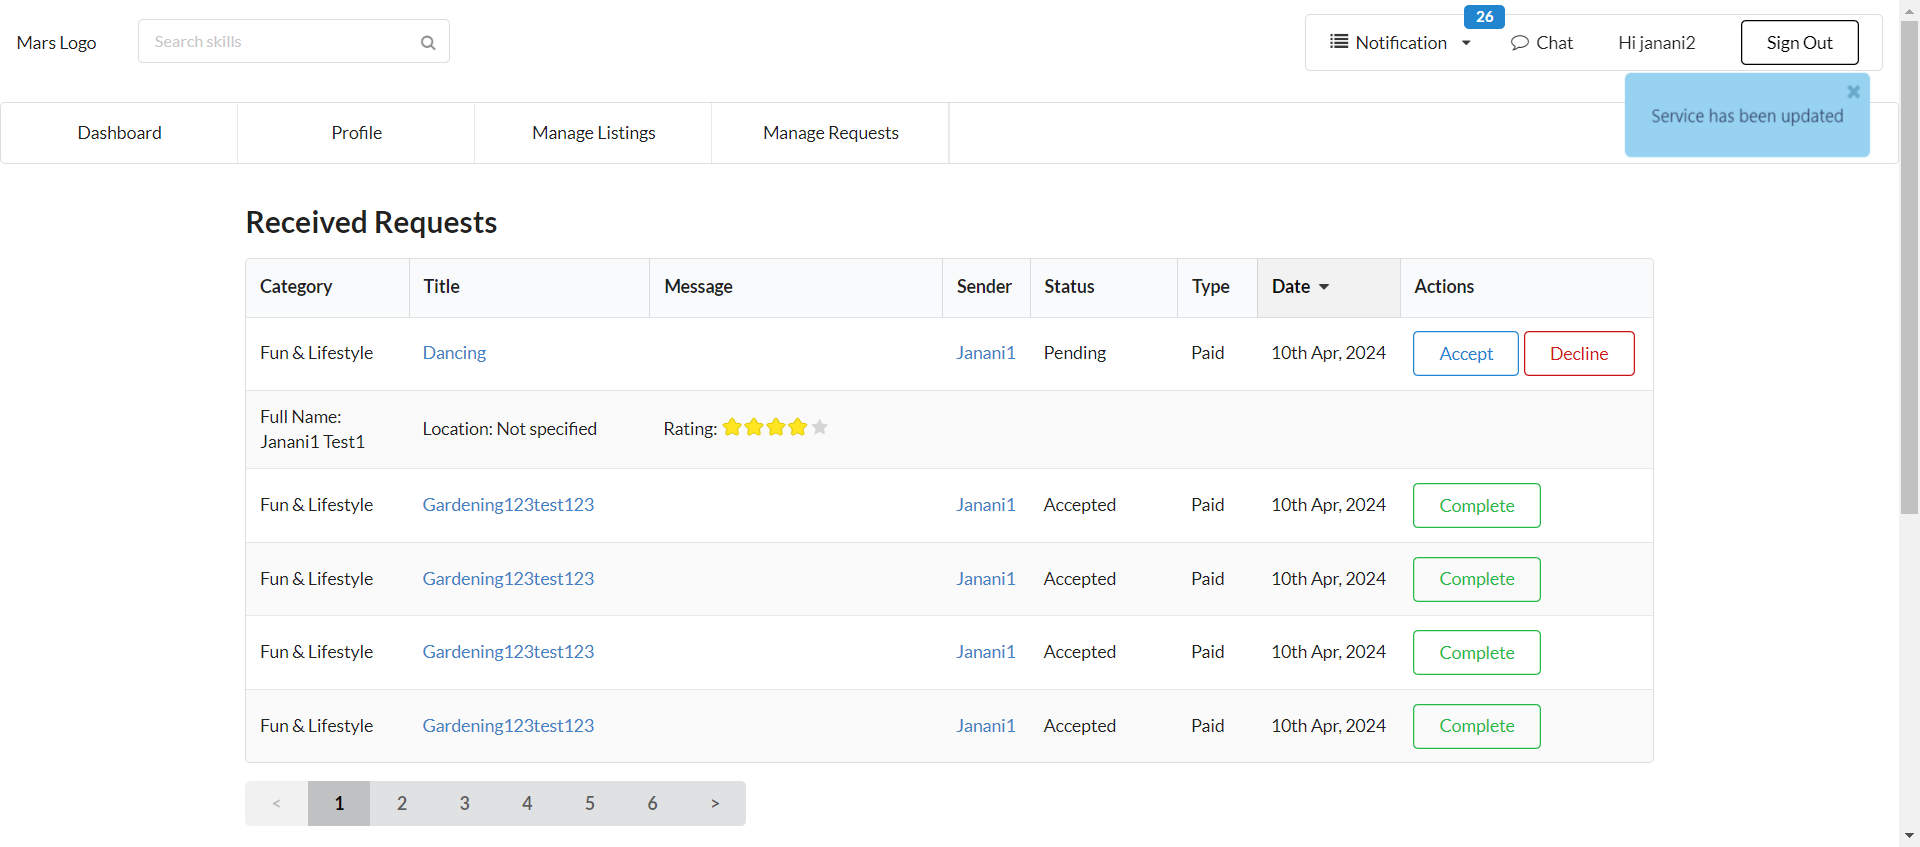 26
Mars Logo Search skills Notification Chat Hi janani2 Sign Out
Service has been updated
Dashboard Profile Manage Listings Manage Requests
Received Requests
Category Title Message Sender Status Type Date Actions
Fun & Lifestyle Dancing Janani1 Pending Paid 10th Apr, 2024 Accept Decline
Full Name:
Janani1 Test1 Location: Not specified Rating:
Fun & Lifestyle Gardening123test123 Janani1 Accepted Paid 10th Apr, 2024 Complete
Fun & Lifestyle Gardening123test123 Janani1 Accepted Paid 10th Apr, 2024 Complete
Fun & Lifestyle Gardening123test123 Janani1 Accepted Paid 10th Apr, 2024 Complete
Fun & Lifestyle Gardening123test123 Janani1 Accepted Paid 10th Apr, 2024 Complete
< 1 2 3 4 5 6 >